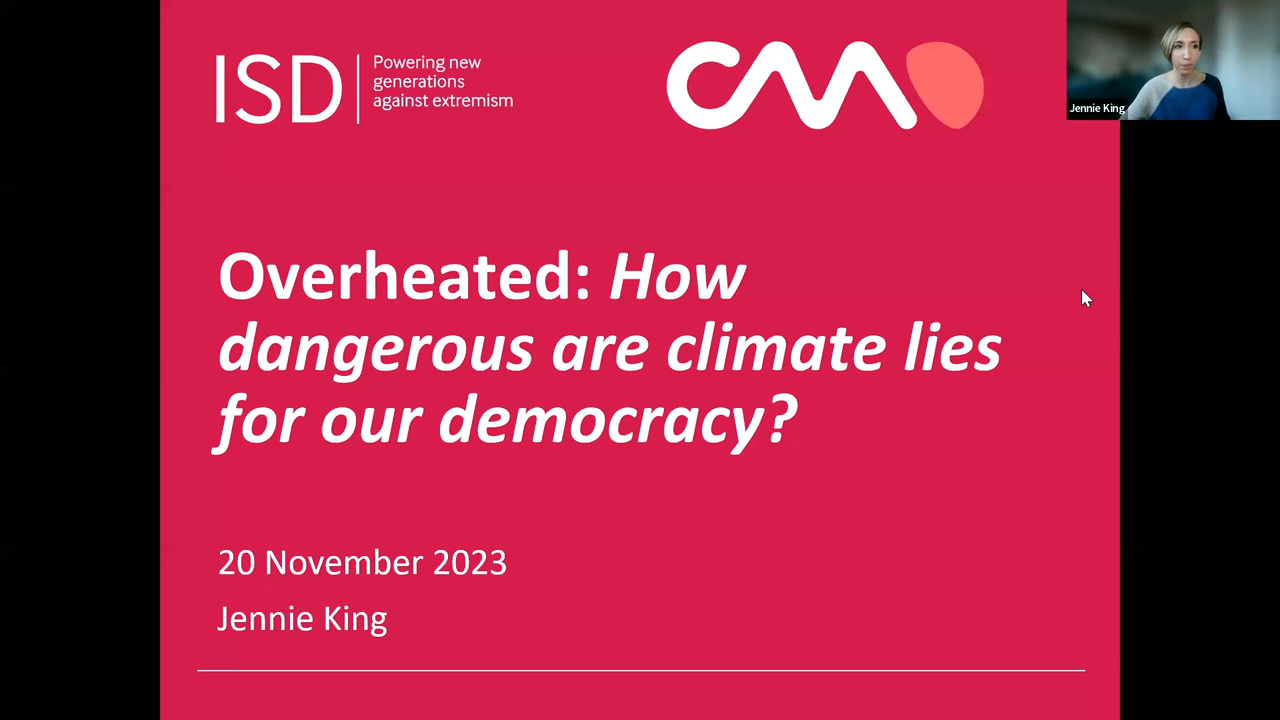 ISD
Powering new
generations
against extremism
CMO
Jennie King
Overheated: How
dangerous are climate lies
for our democracy?
20 November 2023
Jennie King